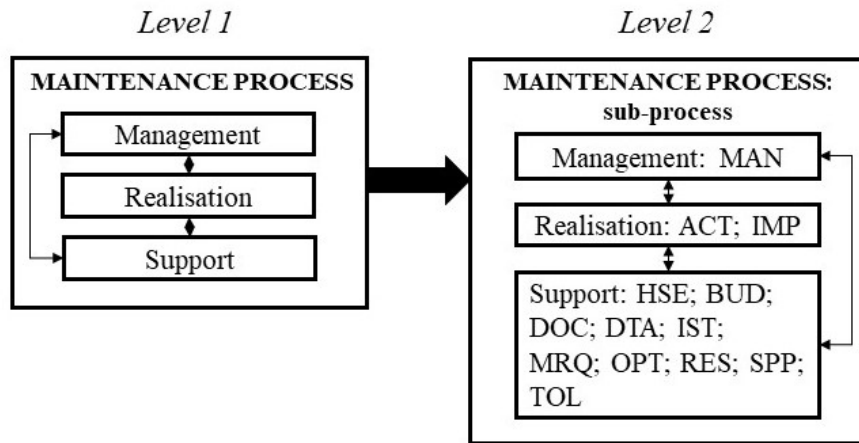 Level 1
MAINTENANCE PROCESS
Management
Realisation
Support
Level 2
MAINTENANCE PROCESS:
sub-process
Management: MAN
Realisation: ACT; IMP
Support: HSE; BUD;
DOC; DTA; IST;
MRQ; OPT; RES; SPP;
TOL